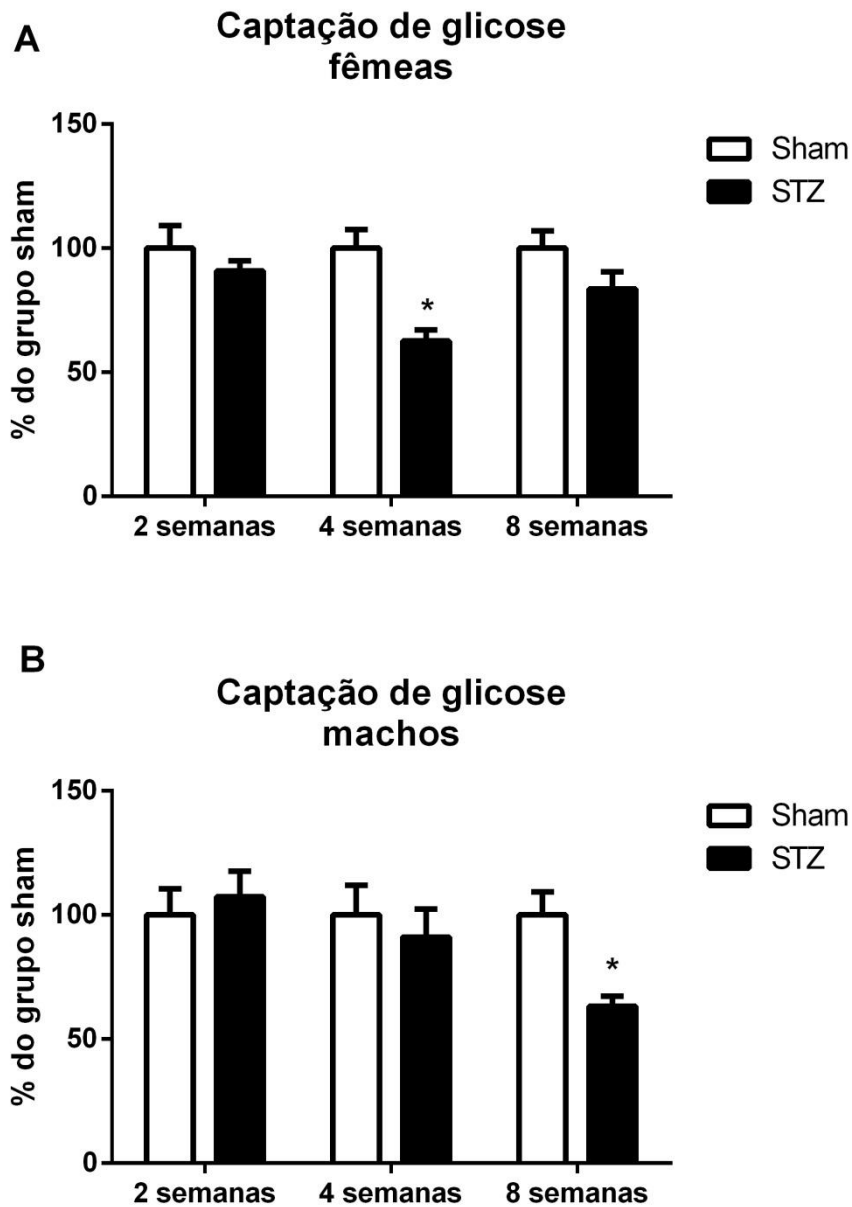 A
Captação de glicose
fêmeas
% do grupo sham
150
100
50
0
Sham
STZ
*
2 semanas
4 semanas
8 semanas
B
Captação de glicose
machos
% do grupo sham
150
100
50
0
Sham
STZ
*
2 semanas
4 semanas
8 semanas